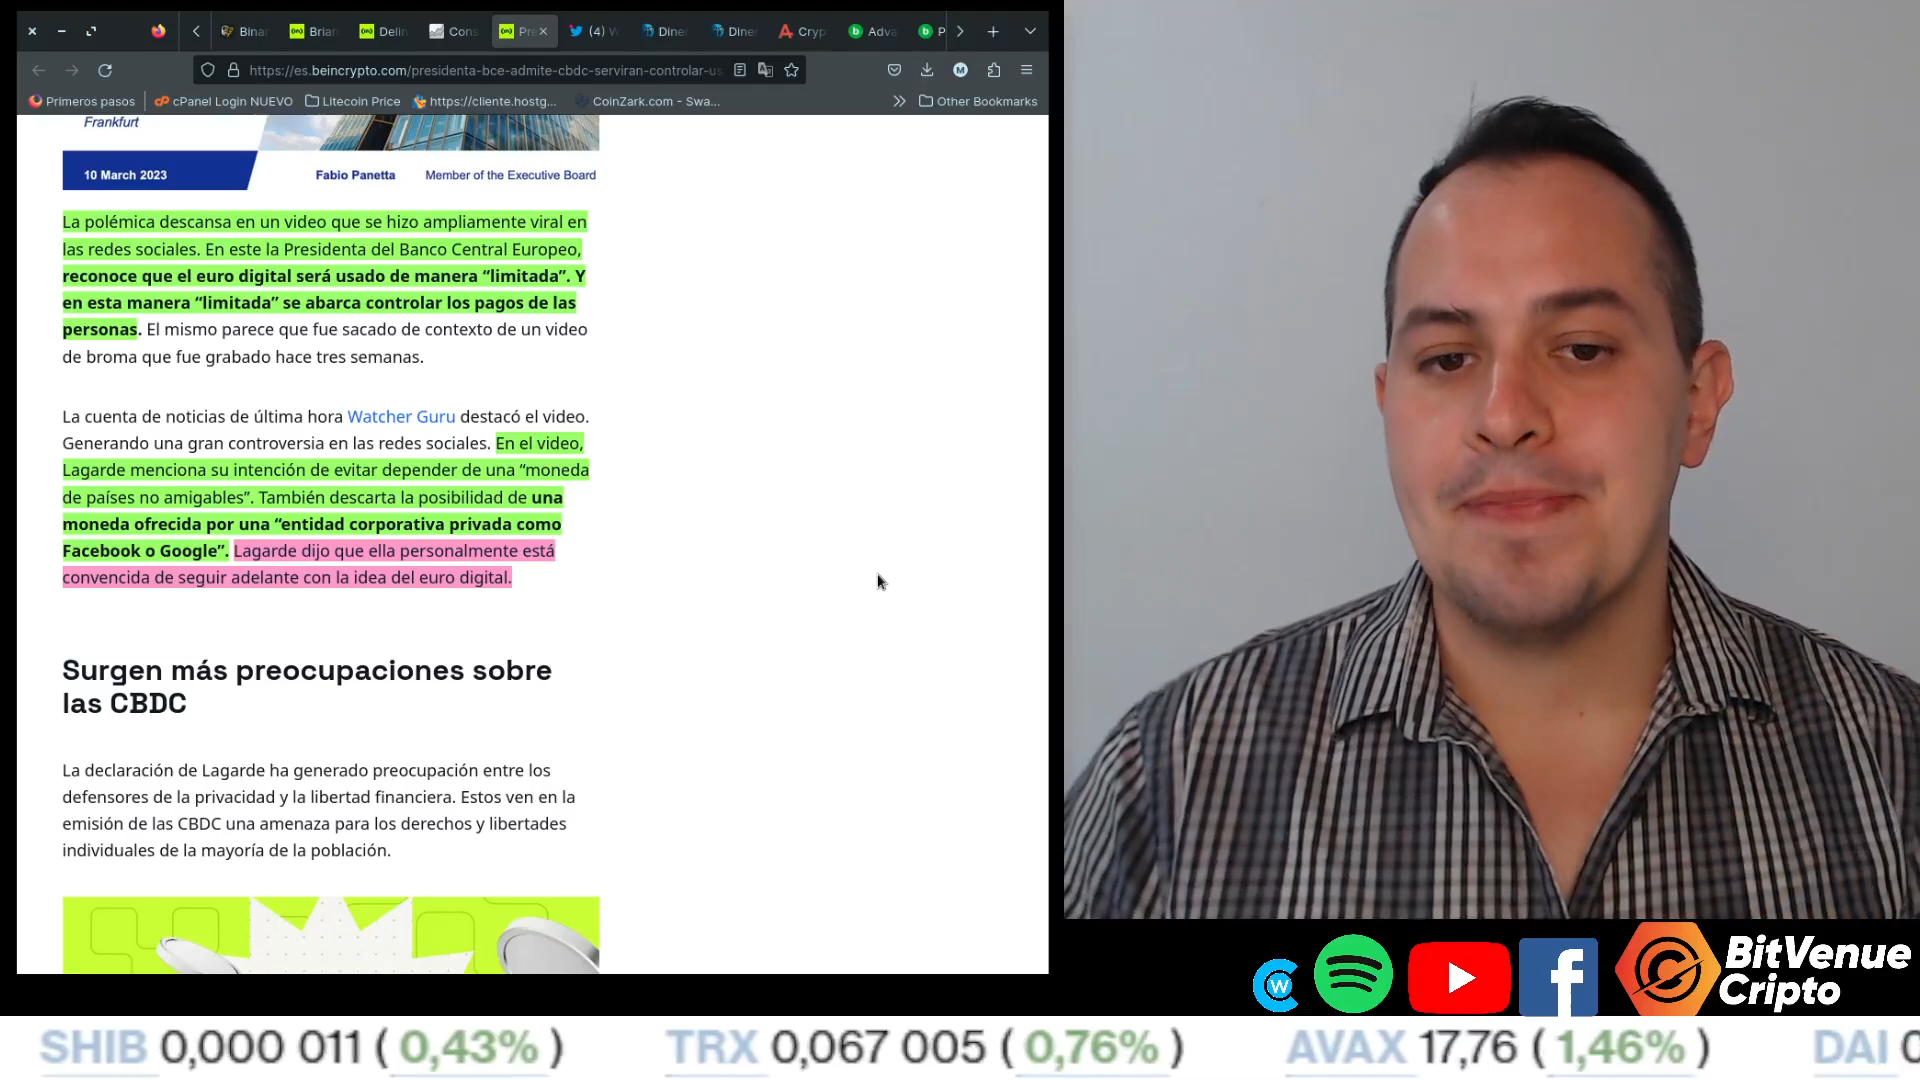 Binar
Brian
Delin
Cons
Pre
(4) W
Diner
Diner
Cryp
Adva
P
https://es.beincrypto.com/presidenta-bce-admite-cbdc-serviran-controlar-us
Primeros pasos
cPanel Login NUEVO
Litecoin Price
https://cliente.hostg...
CoinZark.com - Swa...
Other Bookmarks
Frankfurt
10 March 2023
Fabio Panetta
Member of the Executive Board
La polémica descansa en un video que se hizo ampliamente viral en
las redes sociales. En este la Presidenta del Banco Central Europeo,
reconoce que el euro digital será usado de manera “limitada”. Y
en esta manera “limitada” se abarca controlar los pagos de las
personas. El mismo parece que fue sacado de contexto de un video
de broma que fue grabado hace tres semanas.
La cuenta de noticias de última hora Watcher Guru destacó el video.
Generando una gran controversia en las redes sociales. En el video,
Lagarde menciona su intención de evitar depender de una “moneda
de países no amigables”. También descarta la posibilidad de una
moneda ofrecida por una “entidad corporativa privada como
Facebook o Google”. Lagarde dijo que ella personalmente está
convencida de seguir adelante con la idea del euro digital.
Surgen más preocupaciones sobre
las CBDC
La declaración de Lagarde ha generado preocupación entre los
defensores de la privacidad y la libertad financiera. Estos ven en la
emisión de las CBDC una amenaza para los derechos y libertades
individuales de la mayoría de la población.
BitVenue
Cripto
SHIB 0,000 011 ( 0,43% )
TRX 0,067 005 ( 0,76% )
AVAX 17,76 ( 1,46% )
DAI 0